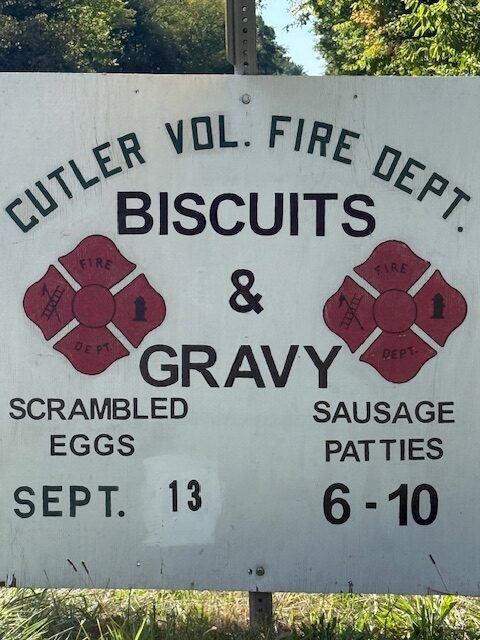 CUTLER VOL. FIRE DEPT.
BISCUITS
&
GRAVY
FIRE
DEPT.
FIRE
DEPT.
SCRAMBLED
EGGS
SAUSAGE
PATTIES
SEPT. 13
6-10